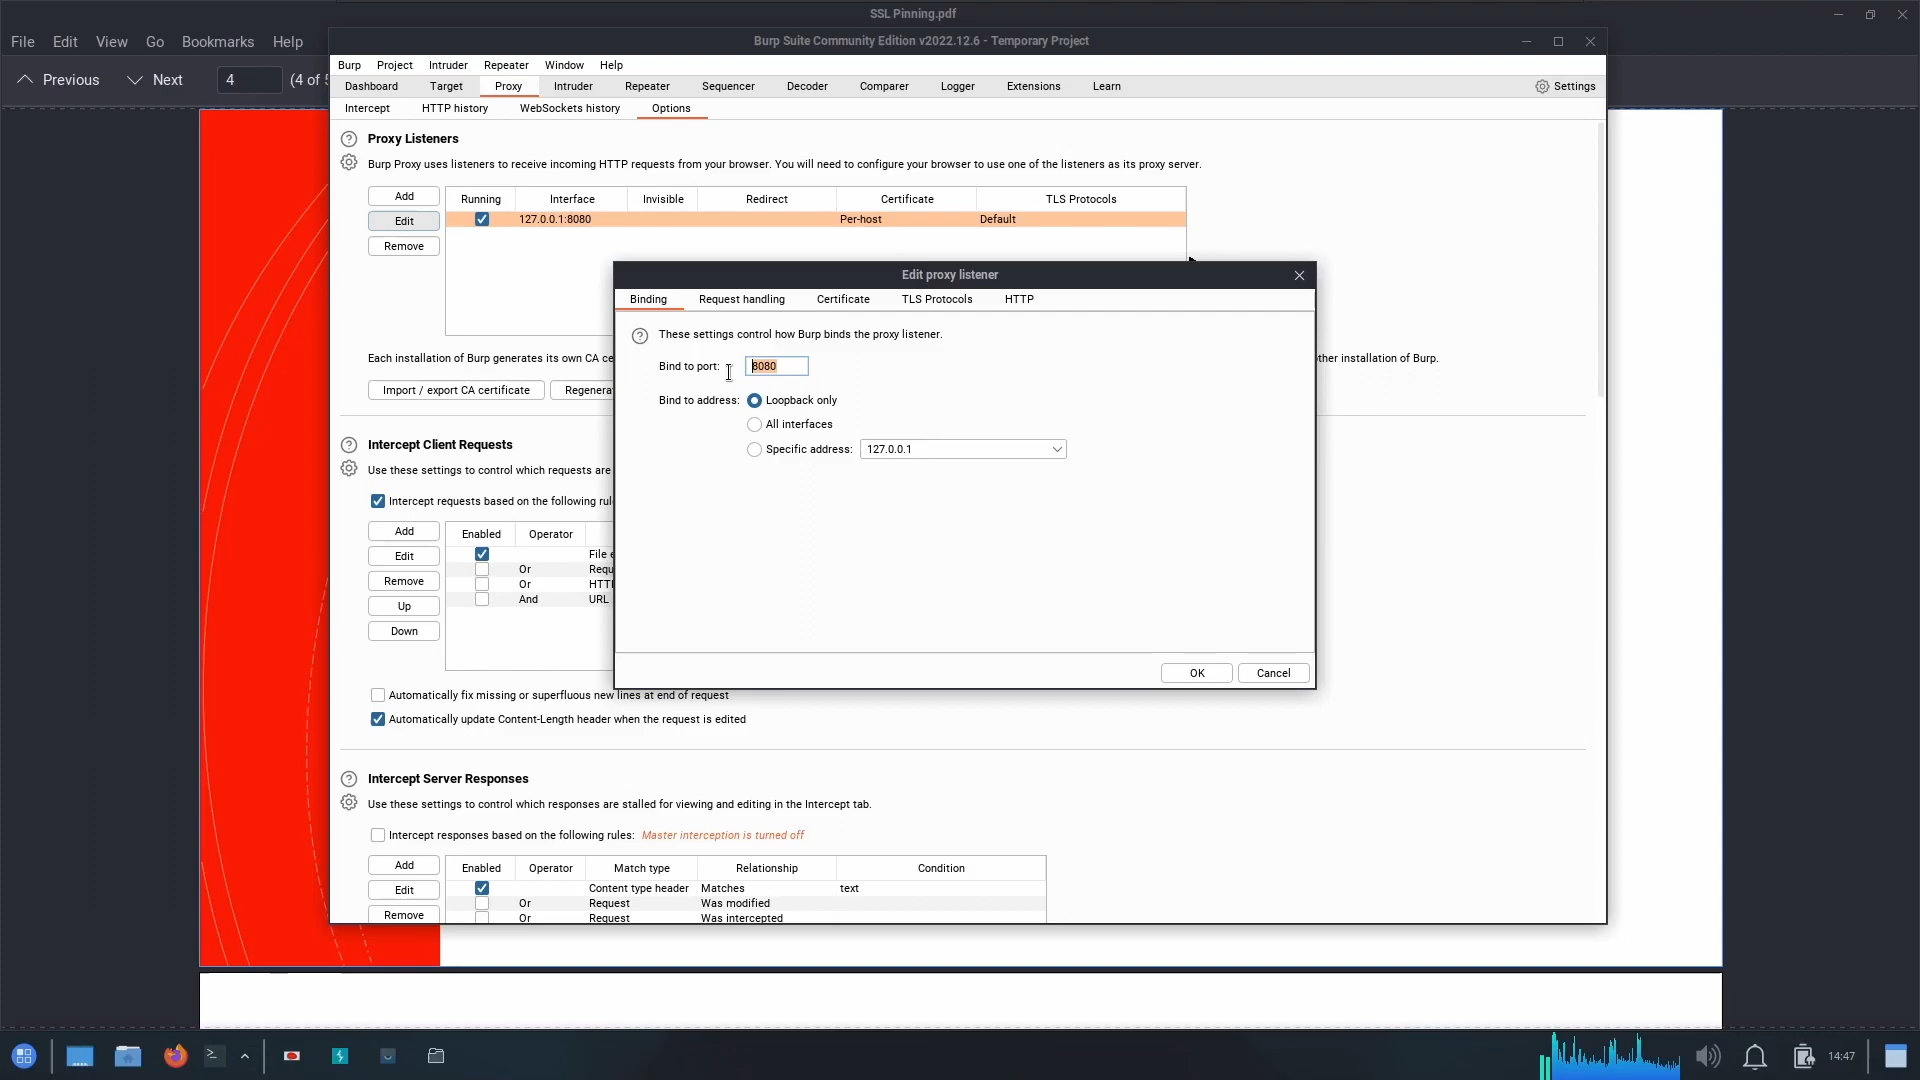 SSL Pinning.pdf
File Edit View Go Bookmarks Help
Previous Next 4 (4 of 5
Burp Suite Community Edition v2022.12.6 - Temporary Project
Burp Project Intruder Repeater Window Help
Dashboard Target Proxy Intruder Repeater Sequencer Decoder Comparer Logger Extensions Learn Settings
Intercept HTTP history WebSockets history Options
Proxy Listeners
Burp Proxy uses listeners to receive incoming HTTP requests from your browser. You will need to configure your browser to use one of the listeners as its proxy server.
Add
Edit
Remove
Running Interface Invisible Redirect Certificate TLS Protocols
127.0.0.1:8080 Per-host Default
Each installation of Burp generates its own CA ce
ther installation of Burp.
Import / export CA certificate Regenera
Edit proxy listener
Binding Request handling Certificate TLS Protocols HTTP
These settings control how Burp binds the proxy listener.
Bind to port: 8080
Bind to address: Loopback only
All interfaces
Specific address: 127.0.0.1
OK Cancel
Intercept Client Requests
Use these settings to control which requests are
Intercept requests based on the following rul
Add
Edit
Remove
Up
Down
Enabled Operator
File e
Or Requ
Or HTTI
And URL
Automatically fix missing or superfluous new lines at end of request
Automatically update Content-Length header when the request is edited
Intercept Server Responses
Use these settings to control which responses are stalled for viewing and editing in the Intercept tab.
Intercept responses based on the following rules: Master interception is turned off
Add
Edit
Remove
Enabled Operator Match type Relationship Condition
Content type header Matches text
Or Request Was modified
Or Request Was intercepted
14:47